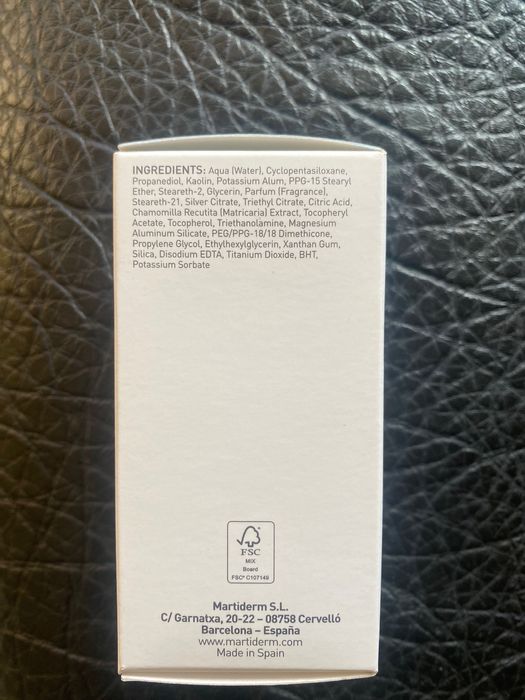 INGREDIENTS: Aqua (Water), Cyclopentasiloxane,
Propanediol, Kaolin, Potassium Alum, PPG-15 Stearyl
Ether, Steareth-2, Glycerin, Parfum (Fragrance),
Steareth-21, Silver Citrate, Triethyl Citrate, Citric Acid,
Chamomilla Recutita (Matricaria) Extract, Tocopheryl
Acetate, Tocopherol, Triethanolamine, Magnesium
Aluminum Silicate, PEG/PPG-18/18 Dimethicone,
Propylene Glycol, Ethylhexylglycerin, Xanthan Gum,
Silica, Disodium EDTA, Titanium Dioxide, BHT,
Potassium Sorbate
FSC
MIX
Board
FSC® C107149
Martiderm S.L.
C/ Garnatxa, 20-22 – 08758 Cervelló
Barcelona – España
www.martiderm.com
Made in Spain